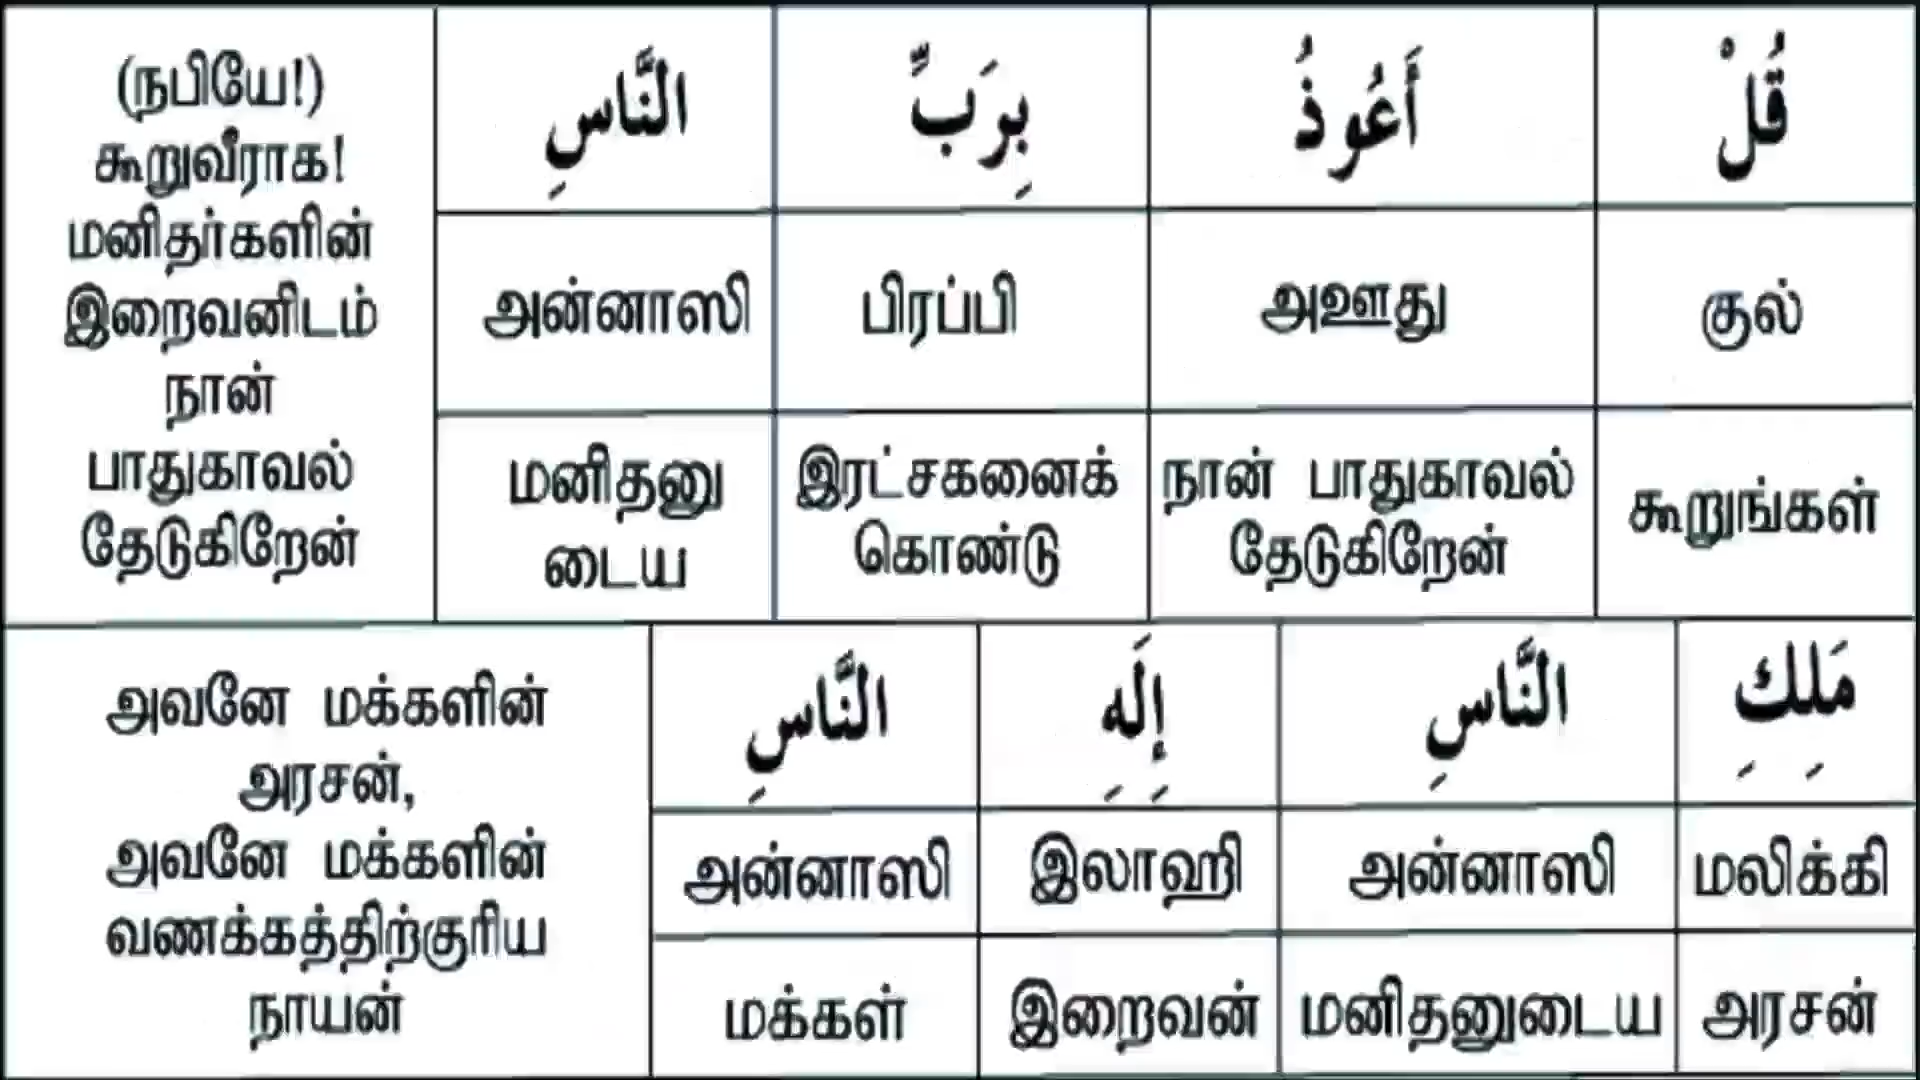 (நபியே!)
கூறுவீராக!
மனிதர்களின்
இறைவனிடம்
நான்
பாதுகாவல்
தேடுகிறேன்
النَّاسِ بِرَبِّ أَعُوذُ قُلْ
அன்னாஸி பிரப்பி அஊது குல்
மனிதனு டைய இரட்சகனைக் கொண்டு நான் பாதுகாவல் தேடுகிறேன் கூறுங்கள்
அவனே மக்களின்
அரசன்,
அவனே மக்களின்
வணக்கத்திற்குரிய
நாயன்
النَّاسِ إِلَهِ النَّاسِ مَلِكِ
அன்னாஸி இலாஹி அன்னாஸி மலிக்கி
மக்கள் இறைவன் மனிதனுடைய அரசன்